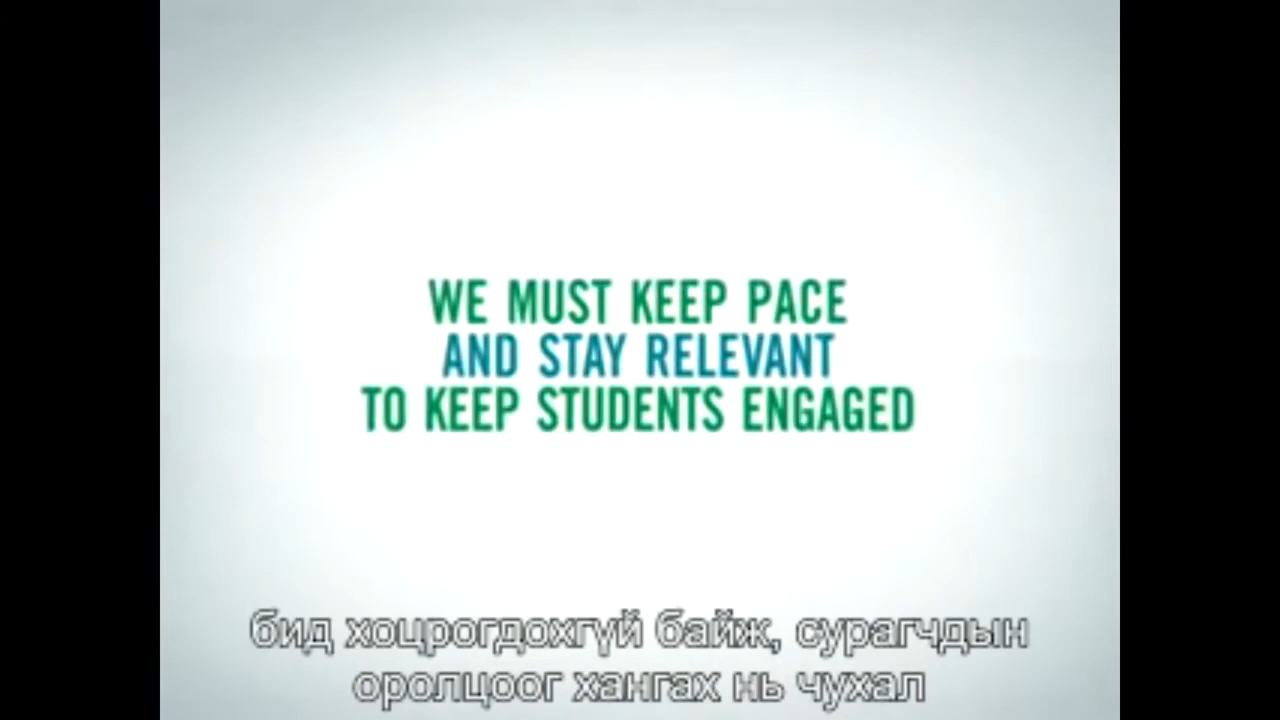 WE MUST KEEP PACE
AND STAY RELEVANT
TO KEEP STUDENTS ENGAGED
бид хоцрогдохгүй байж, сурагчдын
оролцоог хангах нь чухал